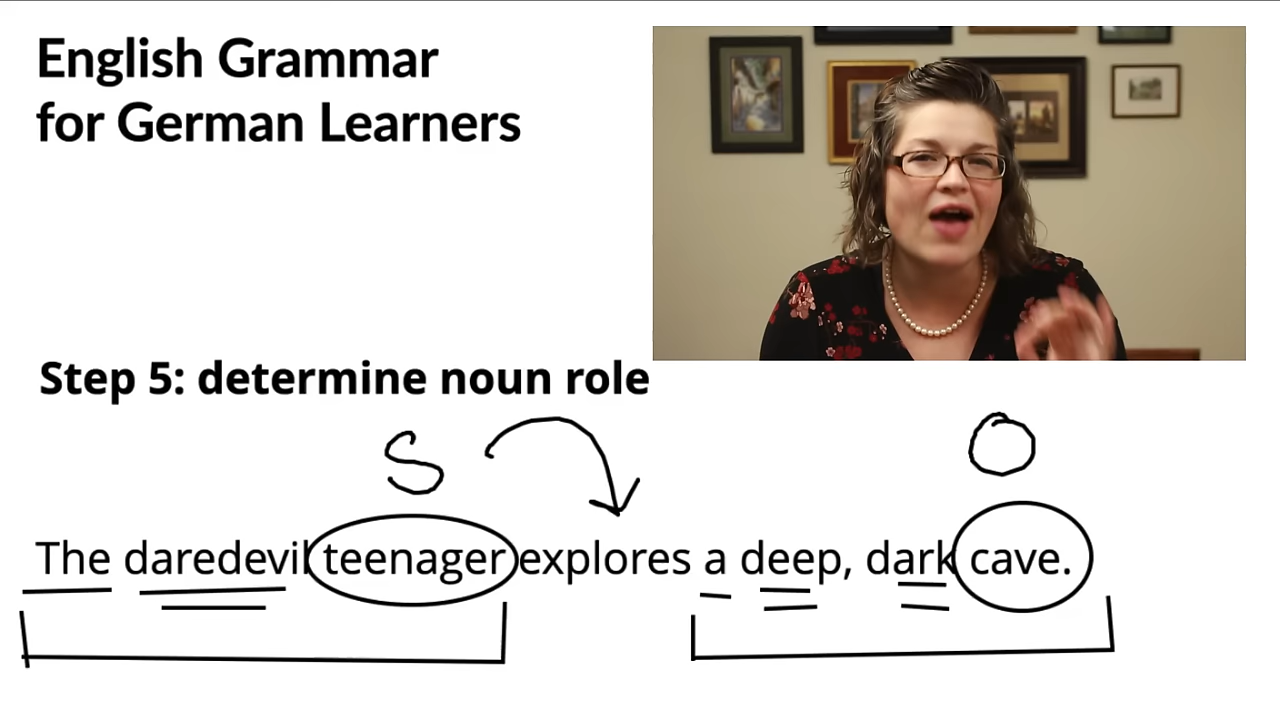 English Grammar
for German Learners
Step 5: determine noun role
S
O
The daredevil teenager explores a deep, dark cave.